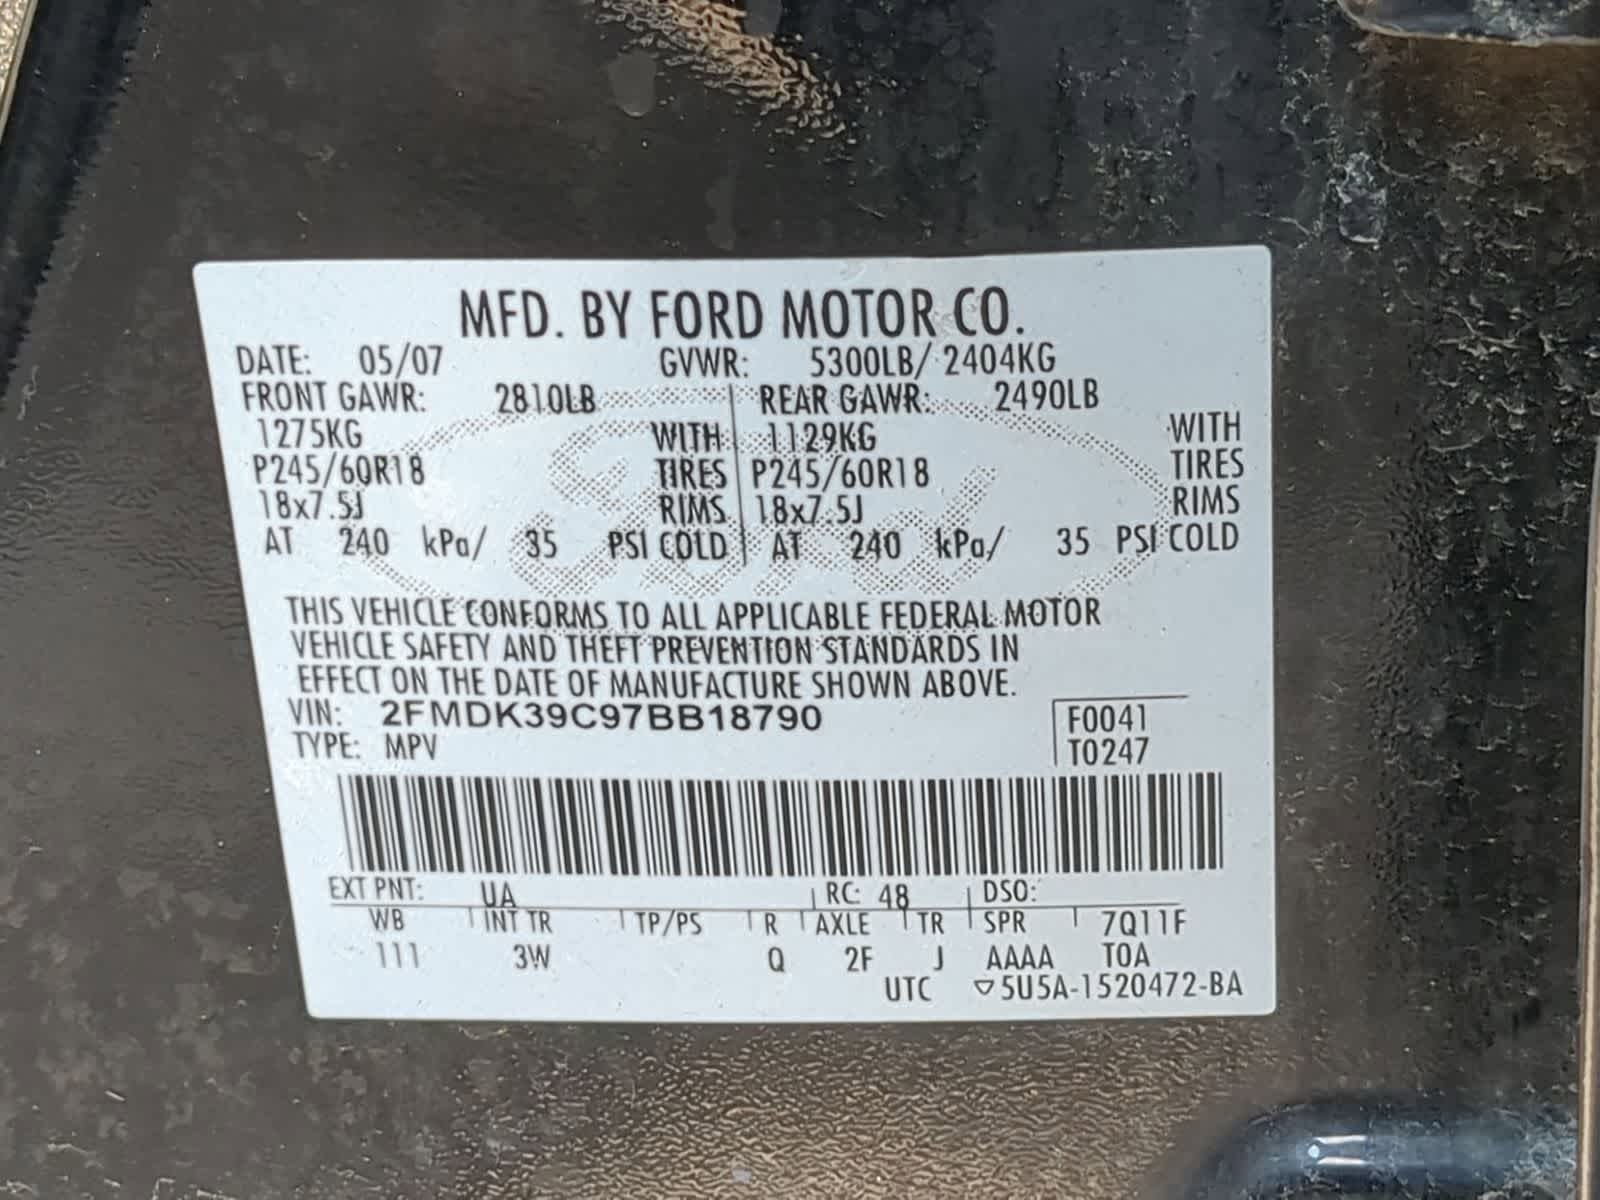 MFD. BY FORD MOTOR CO.
DATE: 05/07 GVWR: 5300LB/ 2404KG
FRONT GAWR: 2810LB REAR GAWR: 2490LB
1275KG WITH 1129KG WITH
P245/60R18 TIRES P245/60R18 TIRES
18x7.5J RIMS 18x7.5J RIMS
AT 240 kPa/ 35 PSI COLD AT 240 kPa/ 35 PSI COLD
THIS VEHICLE CONFORMS TO ALL APPLICABLE FEDERAL MOTOR
VEHICLE SAFETY AND THEFT PREVENTION STANDARDS IN
EFFECT ON THE DATE OF MANUFACTURE SHOWN ABOVE.
VIN: 2FMDK39C97BB18790 F0041
TYPE: MPV T0247
EXT PNT: UA RC: 48 DSO:
WB INT TR TP/PS R AXLE TR SPR 7Q11F
111 3W Q 2F J AAAA TOA
UTC ▽5U5A-1520472-BA